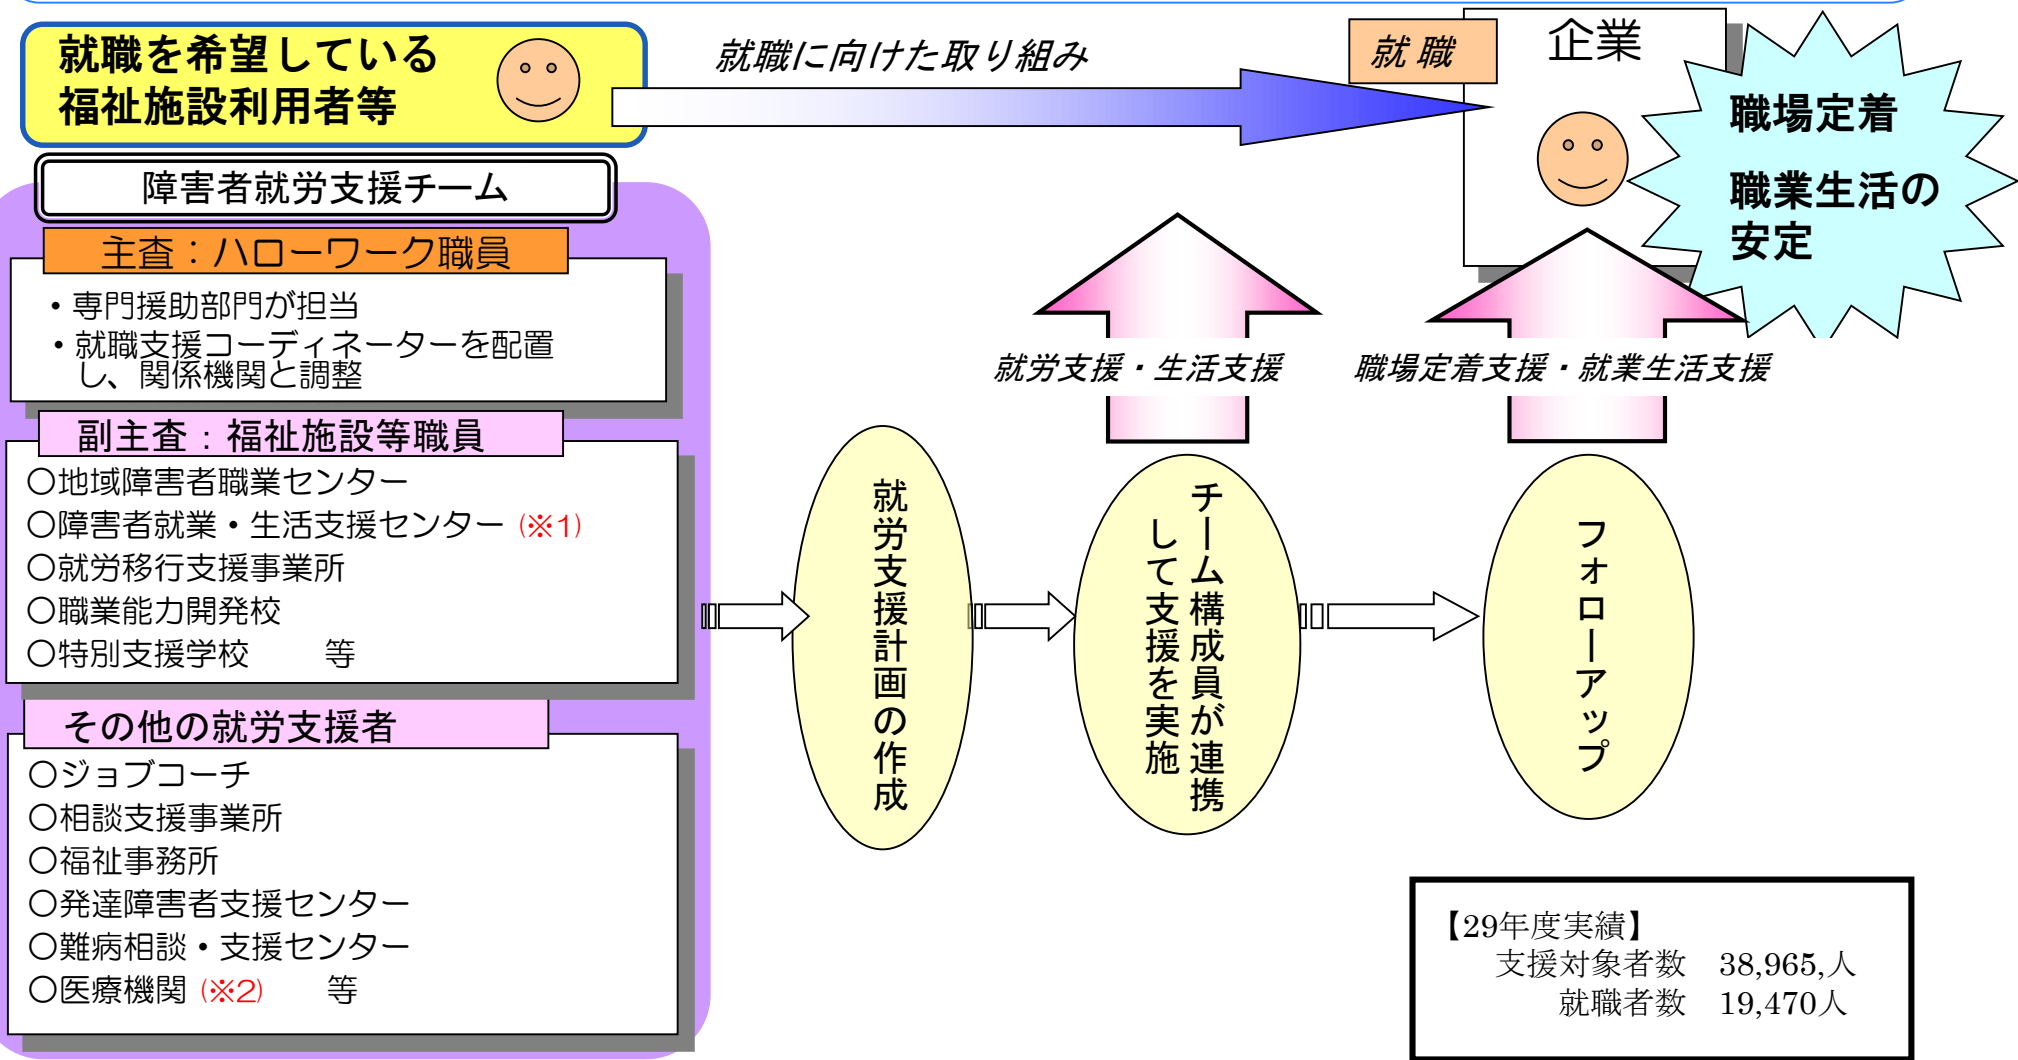 就職を希望している
福祉施設利用者等
就職に向けた取り組み
就 職
企業
職場定着
職業生活の
安定
障害者就労支援チーム
主査：ハローワーク職員
・専門援助部門が担当
・就職支援コーディネーターを配置
し、関係機関と調整
副主査：福祉施設等職員
○地域障害者職業センター
○障害者就業・生活支援センター (※1)
○就労移行支援事業所
○職業能力開発校
○特別支援学校　　等
その他の就労支援者
○ジョブコーチ
○相談支援事業所
○福祉事務所
○発達障害者支援センター
○難病相談・支援センター
○医療機関 (※2)　　等
就労支援・生活支援
職場定着支援・就業生活支援
就労支援計画の作成
チーム構成員が連携
して支援を実施
フォローアップ
【29年度実績】
支援対象者数　38,965,人
就職者数　19,470人